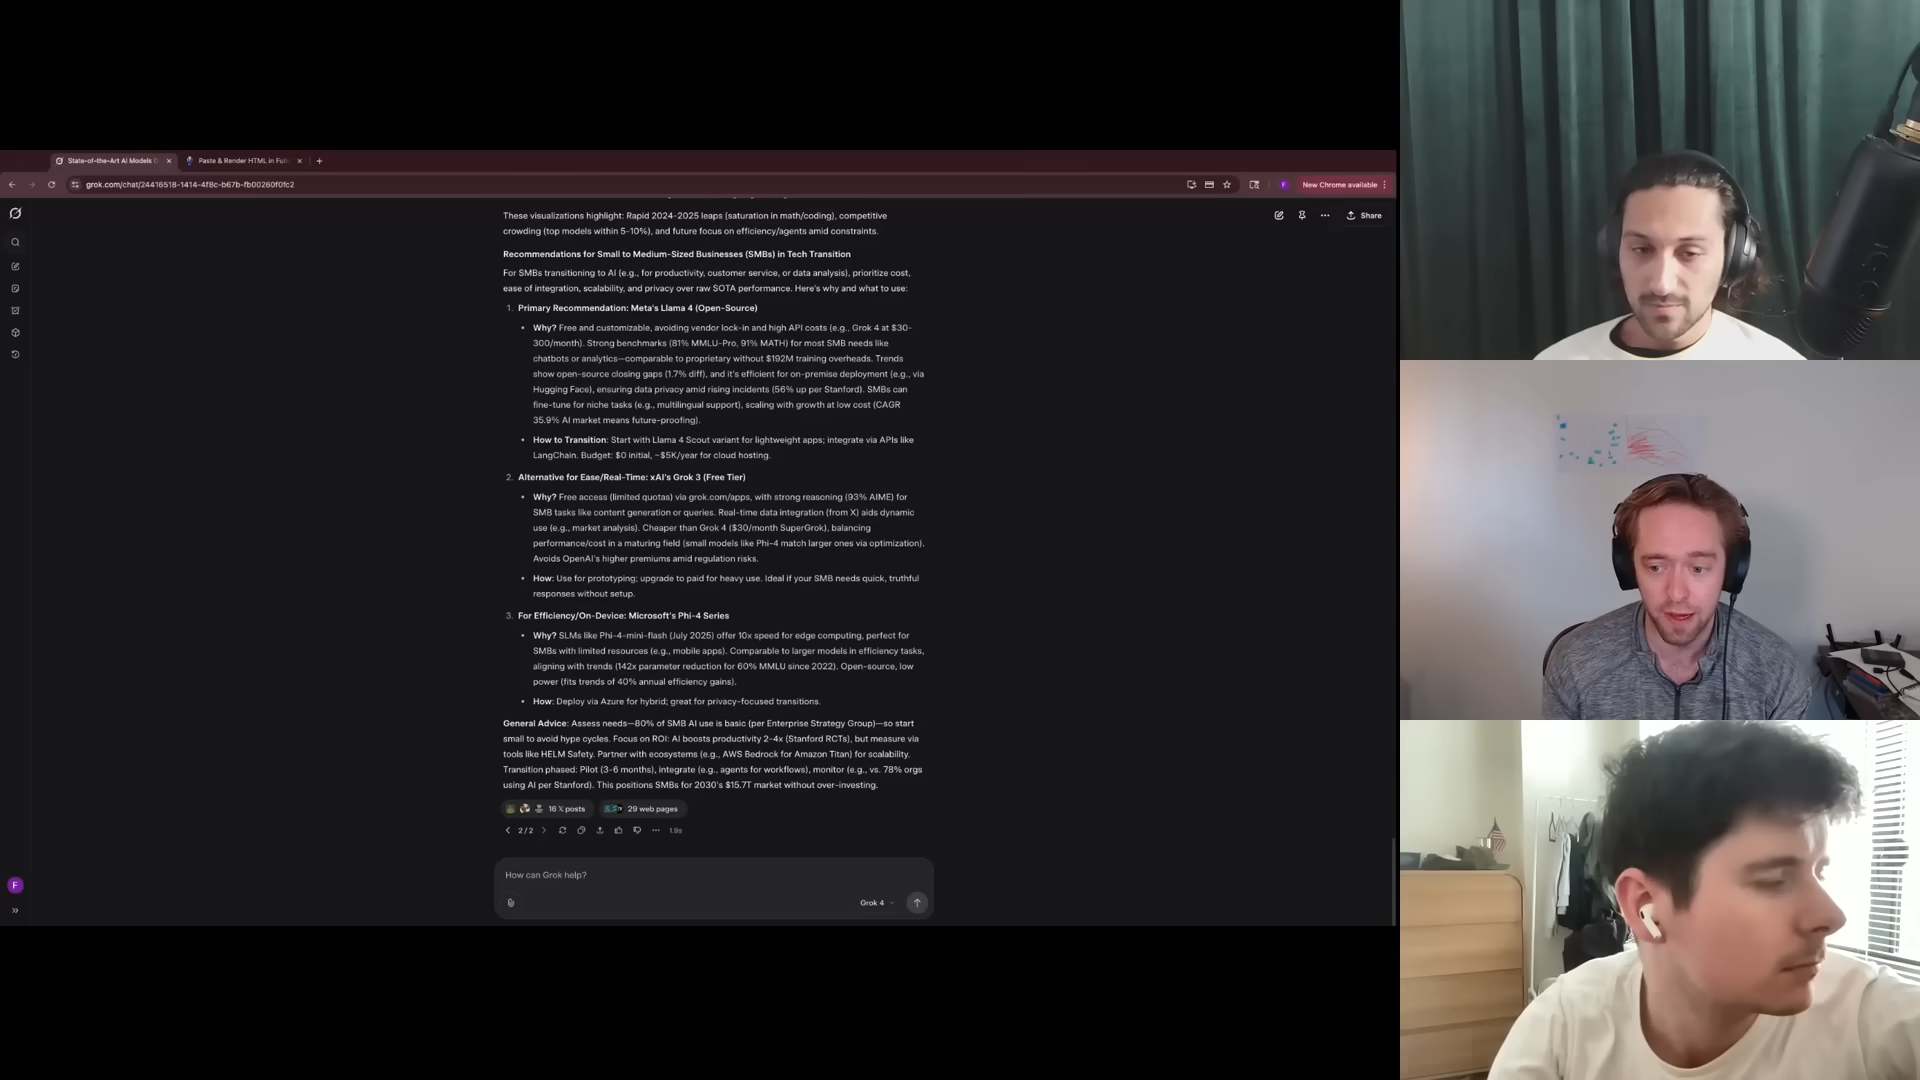 State-of-the-Art AI Models D
Paste & Render HTML in Full
grok.com/chat/24416518-1414-4f8c-b67b-fb00260f0fc2
New Chrome available
Share
These visualizations highlight: Rapid 2024-2025 leaps (saturation in math/coding), competitive
crowding (top models within 5-10%), and future focus on efficiency/agents amid constraints.
Recommendations for Small to Medium-Sized Businesses (SMBs) in Tech Transition
For SMBs transitioning to AI (e.g., for productivity, customer service, or data analysis), prioritize cost,
ease of integration, scalability, and privacy over raw SOTA performance. Here's why and what to use:
1. Primary Recommendation: Meta's Llama 4 (Open-Source)
• Why? Free and customizable, avoiding vendor lock-in and high API costs (e.g., Grok 4 at $30-
300/month). Strong benchmarks (81% MMLU-Pro, 91% MATH) for most SMB needs like
chatbots or analytics—comparable to proprietary without $192M training overheads. Trends
show open-source closing gaps (1.7% diff), and it's efficient for on-premise deployment (e.g., via
Hugging Face), ensuring data privacy amid rising incidents (56% up per Stanford). SMBs can
fine-tune for niche tasks (e.g., multilingual support), scaling with growth at low cost (CAGR
35.9% AI market means future-proofing).
• How to Transition: Start with Llama 4 Scout variant for lightweight apps; integrate via APIs like
LangChain. Budget: $0 initial, ~$5K/year for cloud hosting.
2. Alternative for Ease/Real-Time: xAI's Grok 3 (Free Tier)
• Why? Free access (limited quotas) via grok.com/apps, with strong reasoning (93% AIME) for
SMB tasks like content generation or queries. Real-time data integration (from X) aids dynamic
use (e.g., market analysis). Cheaper than Grok 4 ($30/month SuperGrok), balancing
performance/cost in a maturing field (small models like Phi-4 match larger ones via optimization).
Avoids OpenAI's higher premiums amid regulation risks.
• How: Use for prototyping; upgrade to paid for heavy use. Ideal if your SMB needs quick, truthful
responses without setup.
3. For Efficiency/On-Device: Microsoft's Phi-4 Series
• Why? SLMs like Phi-4-mini-flash (July 2025) offer 10x speed for edge computing, perfect for
SMBs with limited resources (e.g., mobile apps). Comparable to larger models in efficiency tasks,
aligning with trends (142x parameter reduction for 60% MMLU since 2022). Open-source, low
power (fits trends of 40% annual efficiency gains).
• How: Deploy via Azure for hybrid; great for privacy-focused transitions.
General Advice: Assess needs—80% of SMB AI use is basic (per Enterprise Strategy Group)—so start
small to avoid hype cycles. Focus on ROI: AI boosts productivity 2-4x (Stanford RCTs), but measure via
tools like HELM Safety. Partner with ecosystems (e.g., AWS Bedrock for Amazon Titan) for scalability.
Transition phased: Pilot (3-6 months), integrate (e.g., agents for workflows), monitor (e.g., vs. 78% orgs
using AI per Stanford). This positions SMBs for 2030's $15.7T market without over-investing.
16 𝕏 posts
29 web pages
2 / 2
1.9s
How can Grok help?
Grok 4
F
F